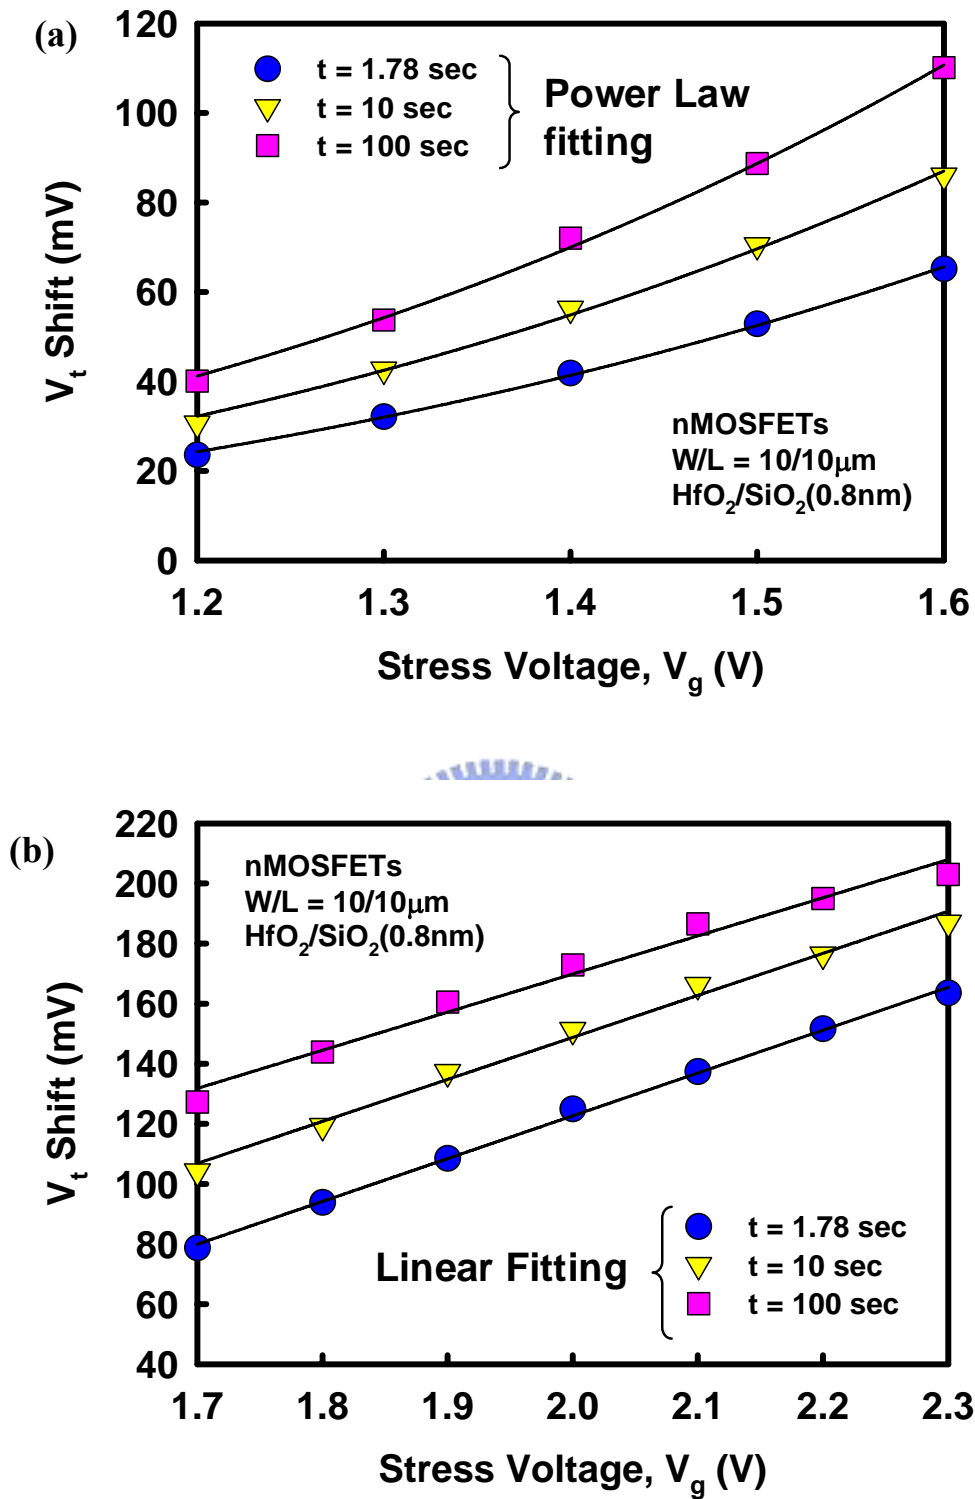 (a)
120
100
80
60
40
20
0
V_t Shift (mV)
t = 1.78 sec
t = 10 sec
t = 100 sec
Power Law
fitting
nMOSFETs
W/L = 10/10μm
HfO₂/SiO₂(0.8nm)
1.2 1.3 1.4 1.5 1.6
Stress Voltage, V_g (V)
(b)
220
200
180
160
140
120
100
80
60
40
V_t Shift (mV)
nMOSFETs
W/L = 10/10μm
HfO₂/SiO₂(0.8nm)
Linear Fitting
t = 1.78 sec
t = 10 sec
t = 100 sec
1.7 1.8 1.9 2.0 2.1 2.2 2.3
Stress Voltage, V_g (V)